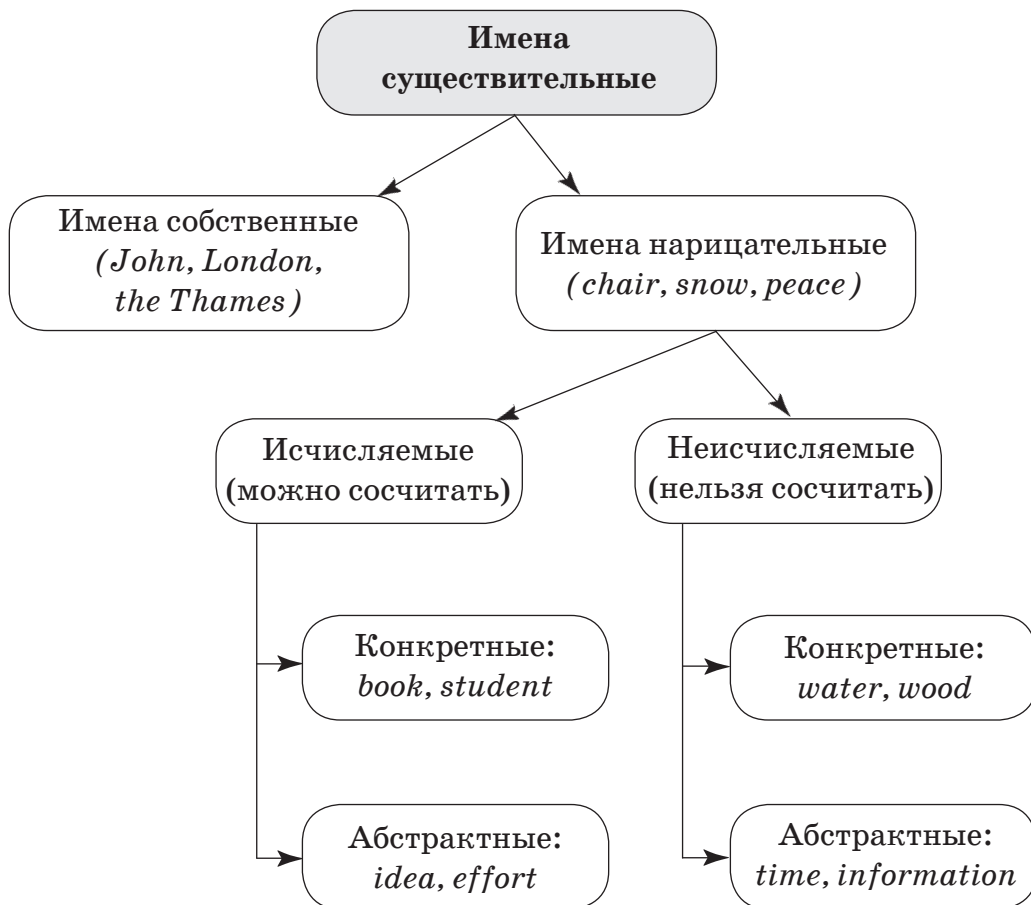 Имена
существительные
Имена собственные
(John, London,
the Thames)
Имена нарицательные
(chair, snow, peace)
Исчисляемые
(можно сосчитать)
Неисчисляемые
(нельзя сосчитать)
Конкретные:
book, student
Конкретные:
water, wood
Абстрактные:
idea, effort
Абстрактные:
time, information